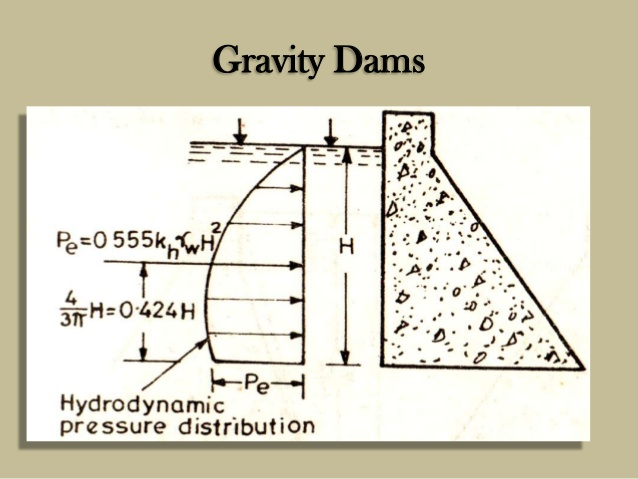 Gravity Dams
Pe=0.555khγwH²
H
4/3π H=0.424H
Pe
Hydrodynamic
pressure distribution